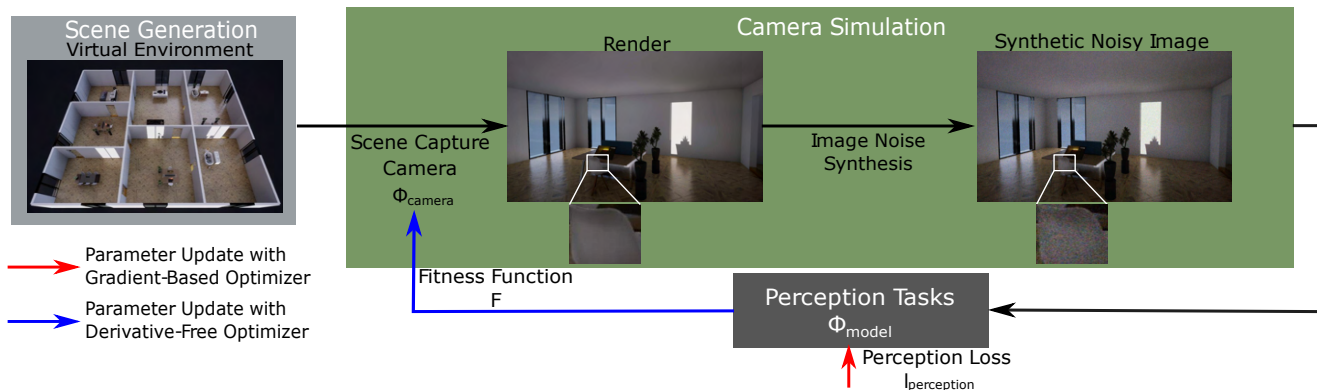 Scene Generation
Virtual Environment
Camera Simulation
Render
Synthetic Noisy Image
Scene Capture
Camera
Φcamera
Image Noise
Synthesis
Parameter Update with
Gradient-Based Optimizer
Parameter Update with
Derivative-Free Optimizer
Fitness Function
F
Perception Tasks
Φmodel
Perception Loss
lperception